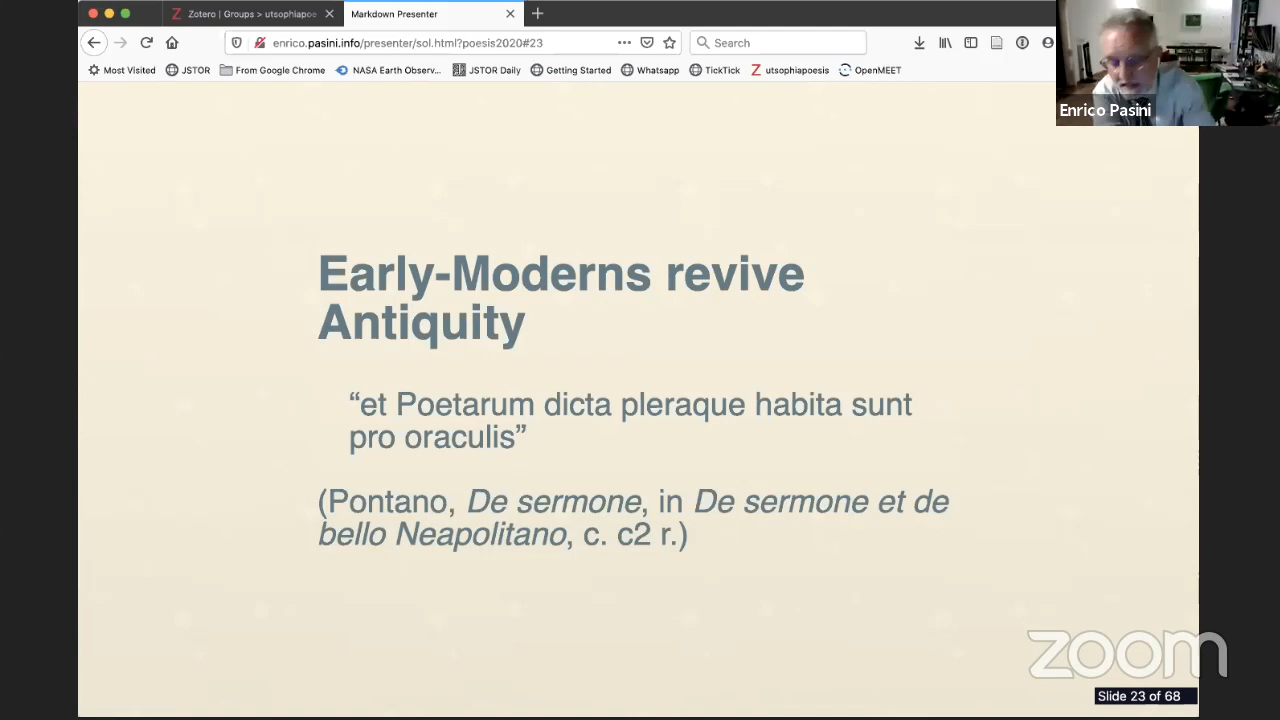 Zotero | Groups > utsophiapoe
Markdown Presenter
enrico.pasini.info/presenter/sol.html?poesis2020#23
Search
Most Visited
JSTOR
From Google Chrome
NASA Earth Observ...
JSTOR Daily
Getting Started
Whatsapp
TickTick
utsophiapoesis
OpenMEET
Enrico Pasini
Early-Moderns revive
Antiquity
“et Poetarum dicta pleraque habita sunt
pro oraculis”
(Pontano, De sermone, in De sermone et de
bello Neapolitano, c. c2 r.)
zoom
Slide 23 of 68